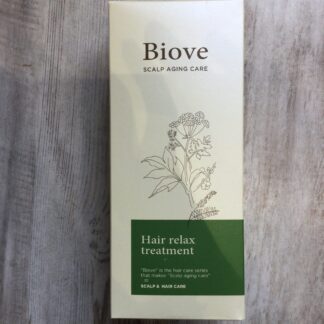 Biove
SCALP AGING CARE
Hair relax
treatment
"Biove" is the hair care series
that makes "Scalp aging care"
SCALP & HAIR CARE